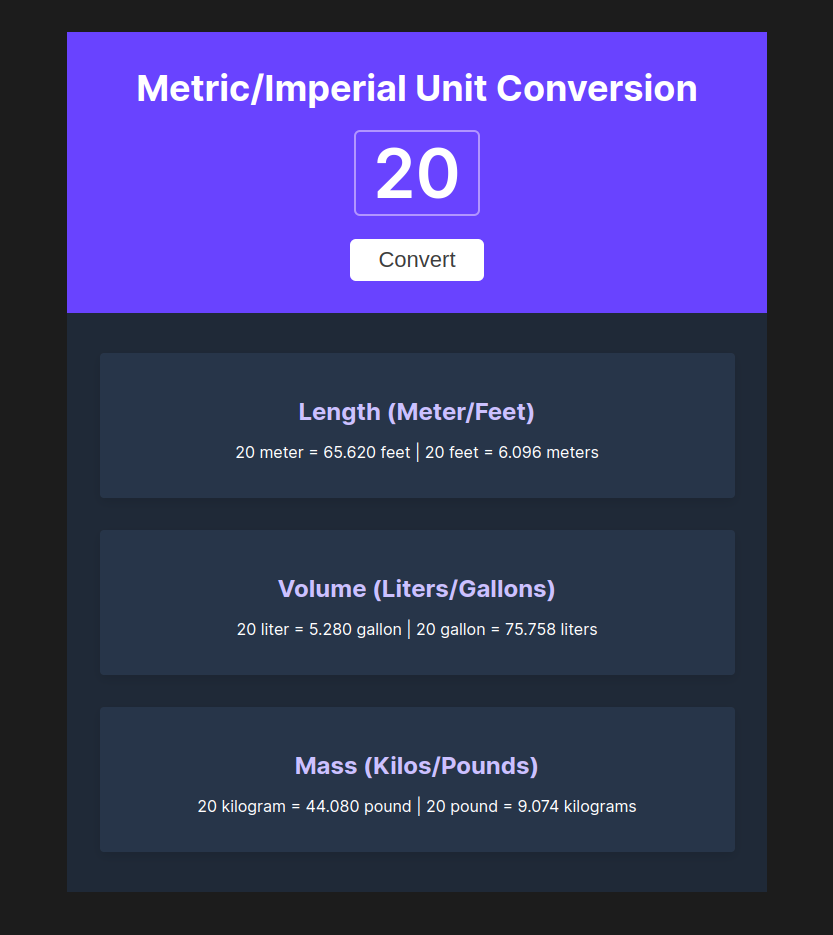 Metric/Imperial Unit Conversion
20
Convert
Length (Meter/Feet)
20 meter = 65.620 feet | 20 feet = 6.096 meters
Volume (Liters/Gallons)
20 liter = 5.280 gallon | 20 gallon = 75.758 liters
Mass (Kilos/Pounds)
20 kilogram = 44.080 pound | 20 pound = 9.074 kilograms